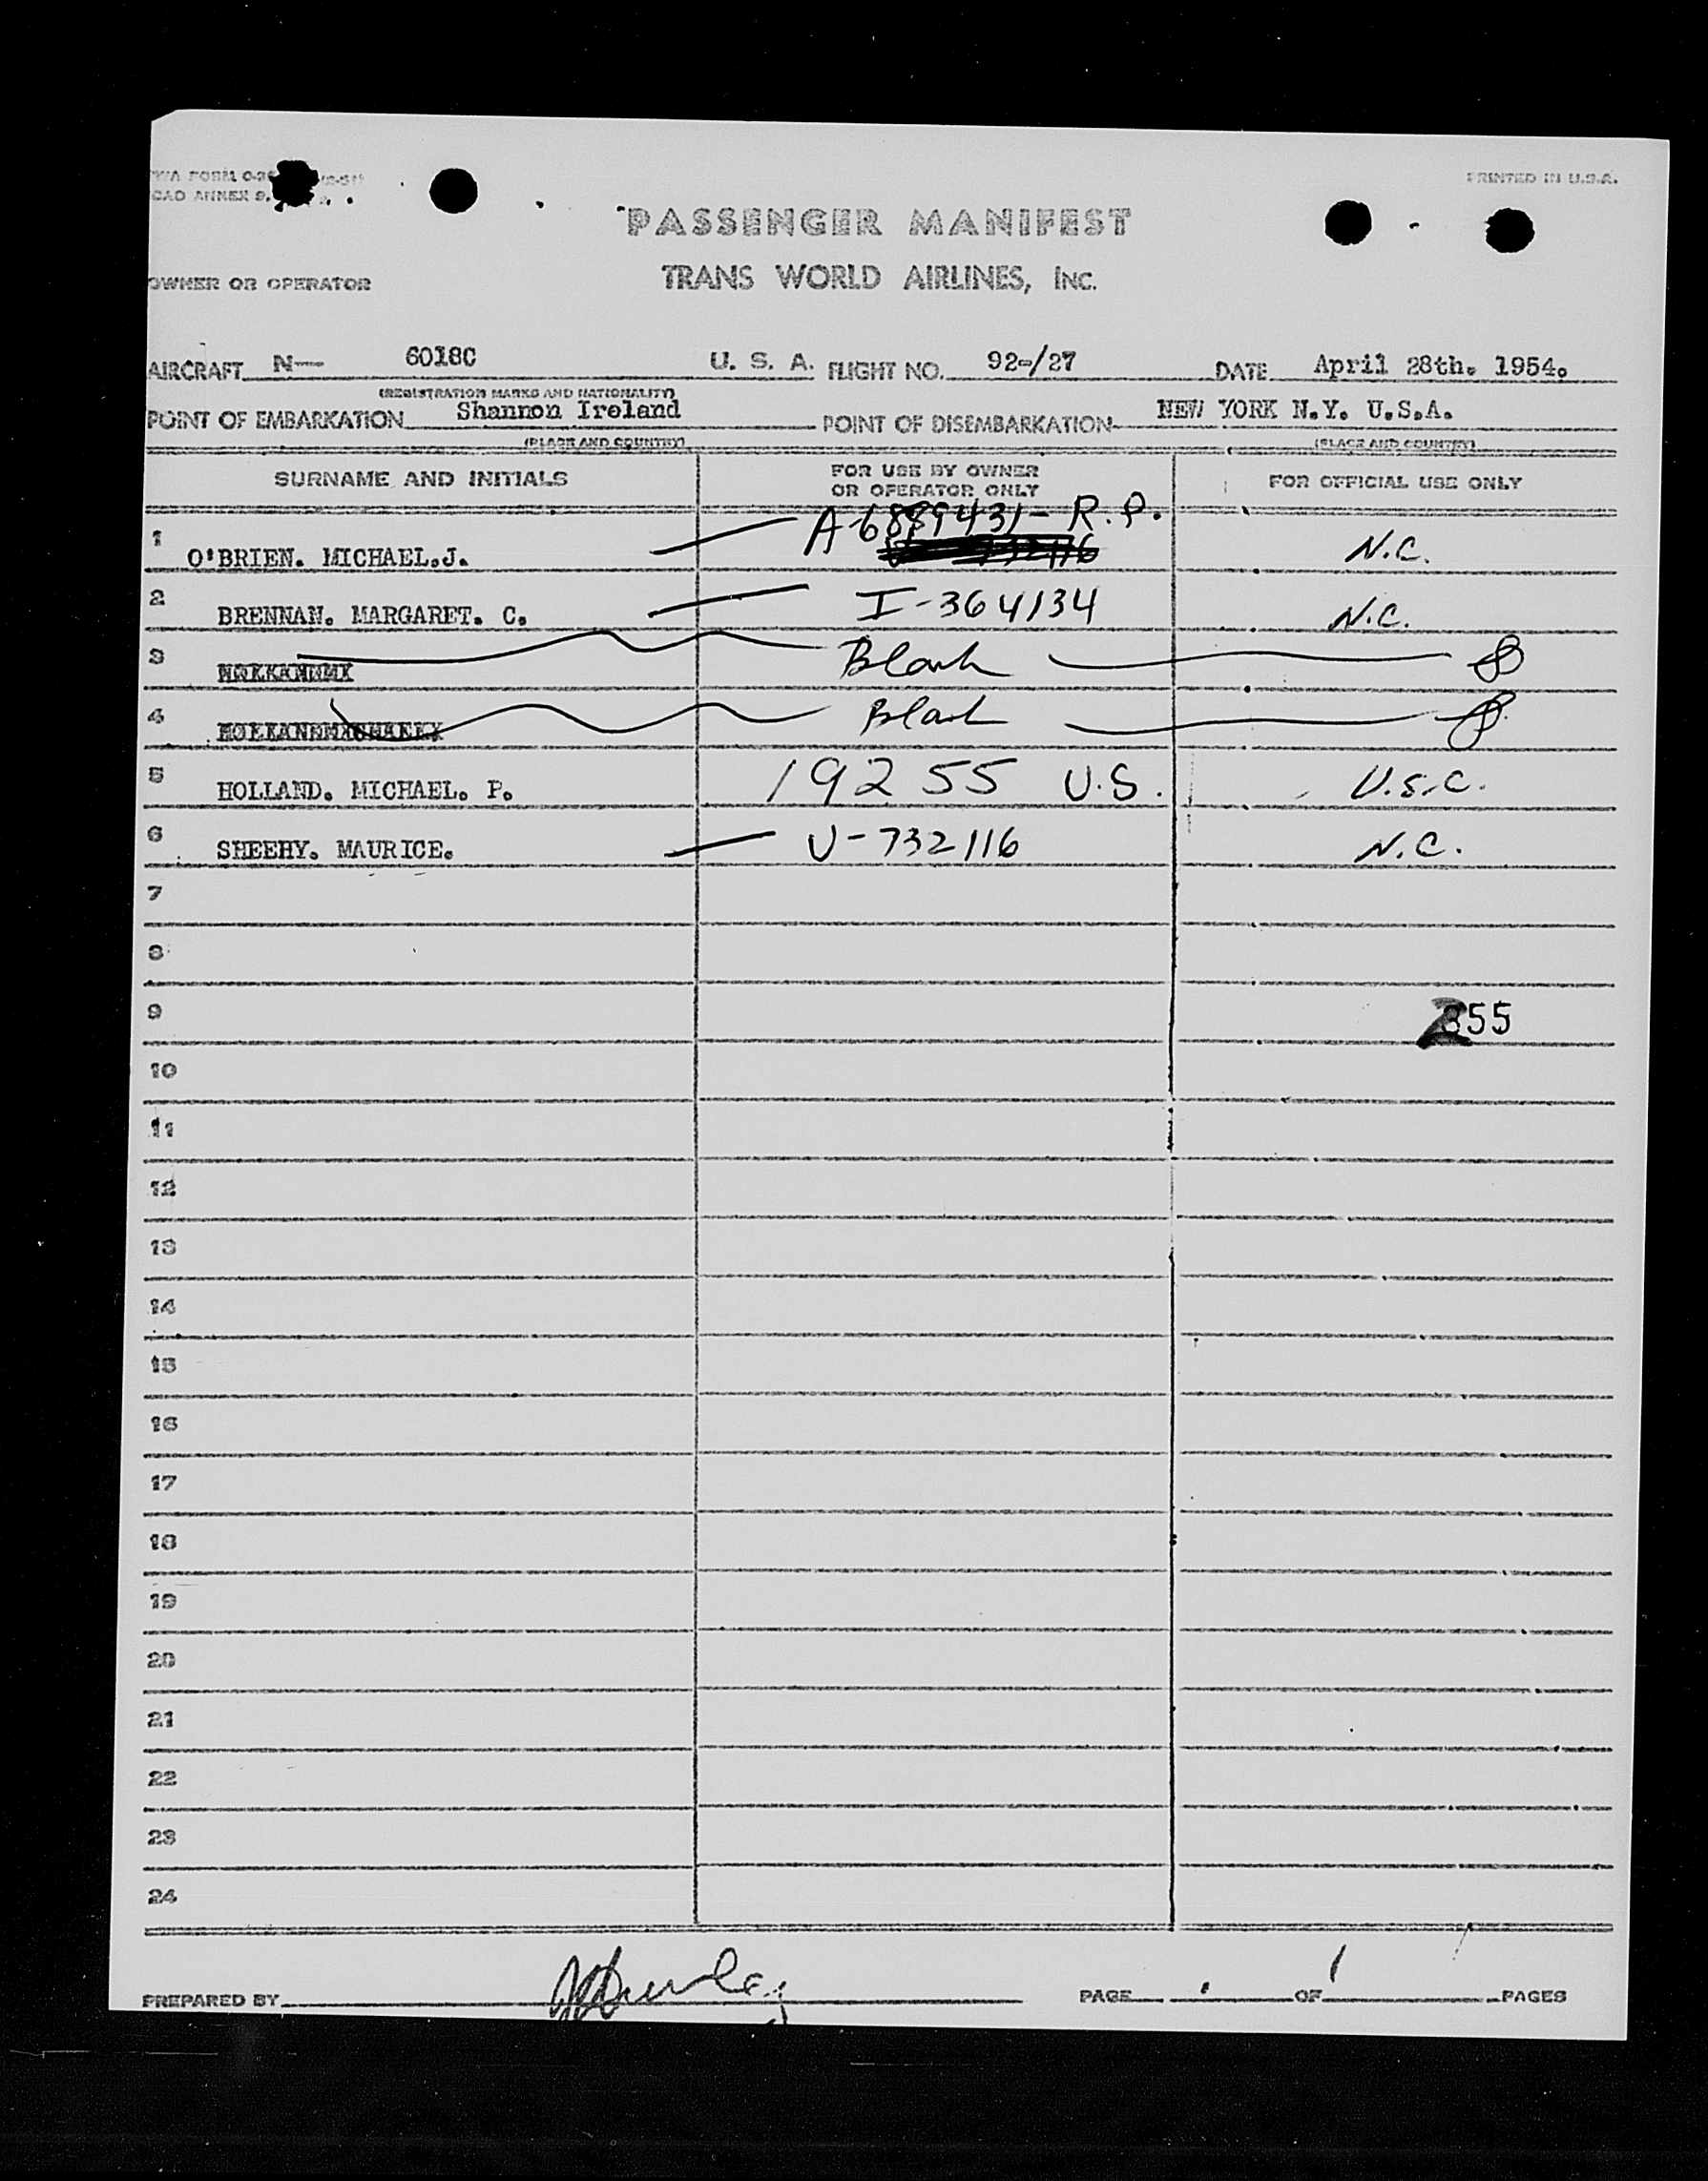 PRINTED IN U.S.A.
PASSENGER MANIFEST
OWNER OR OPERATOR TRANS WORLD AIRLINES, INC.
AIRCRAFT N— 6018C U. S. A. FLIGHT NO. 92-/27 DATE April 28th. 1954.
(REGISTRATION MARKS AND NATIONALITY)
POINT OF EMBARKATION Shannon Ireland POINT OF DISEMBARKATION NEW YORK N.Y. U.S.A.
(PLACE AND COUNTRY) (PLACE AND COUNTRY)
SURNAME AND INITIALS FOR USE BY OWNER OR OPERATOR ONLY FOR OFFICIAL USE ONLY
1 O'BRIEN. MICHAEL.J. A-6889431- R.P. N.C.
2 BRENNAN. MARGARET. C. I-364134 N.C.
3 Blank
4 Blank
5 HOLLAND. MICHAEL. P. 19255 U.S. U.S.C.
6 SHEEHY. MAURICE. V-732116 N.C.
7
8
9 255
10
11
12
13
14
15
16
17
18
19
20
21
22
23
24
PREPARED BY PAGE 1 OF 1 PAGES